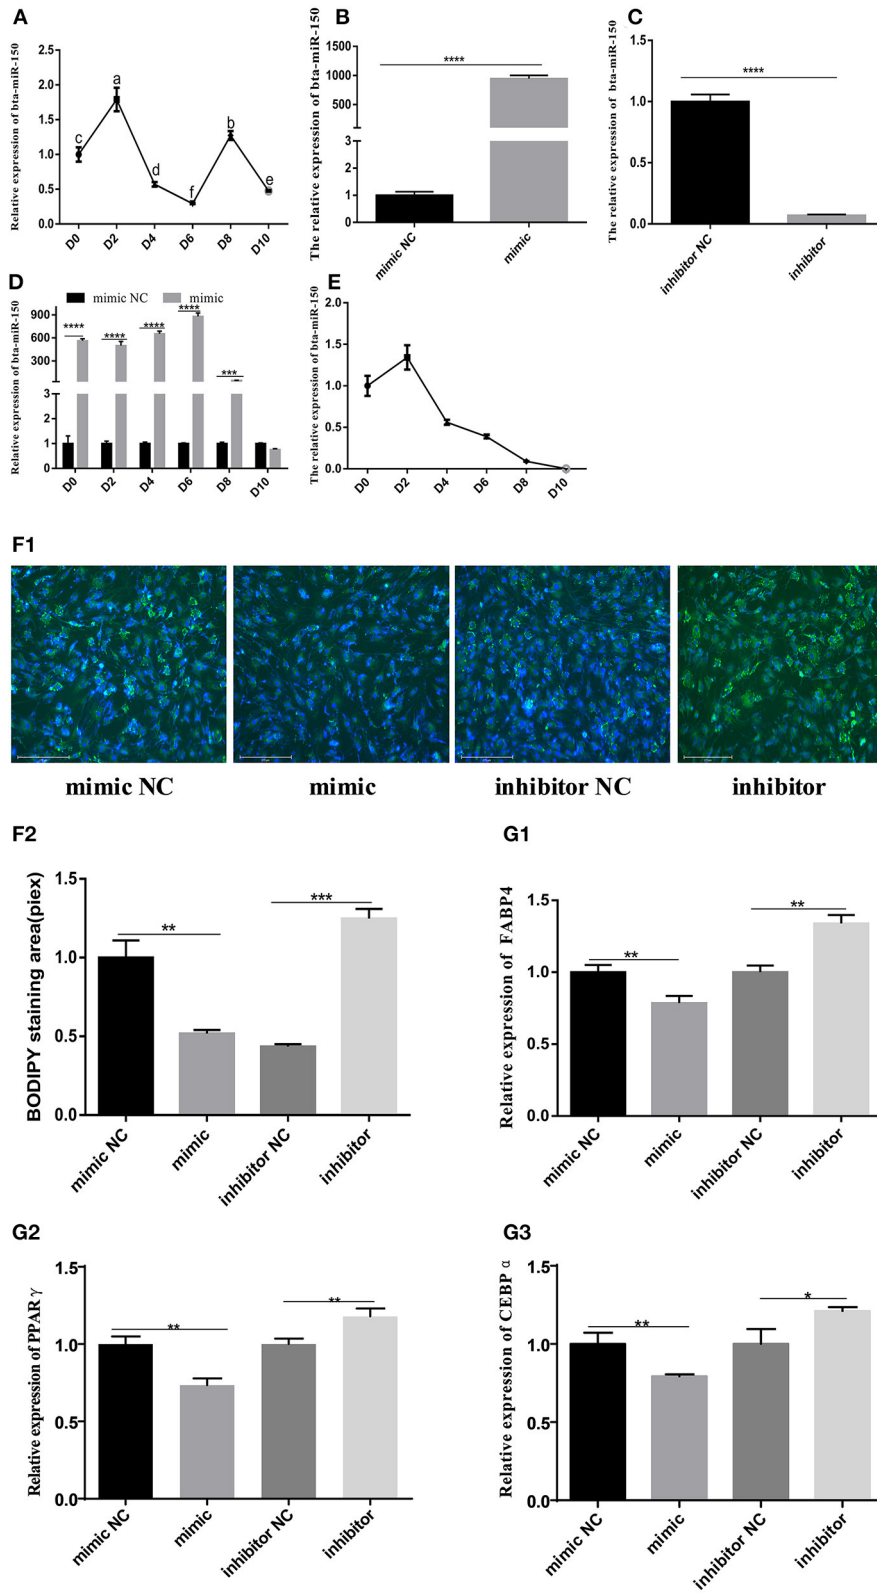 A
Relative expression of bta-miR-150
2.5
2.0
1.5
1.0
0.5
0.0
c
a
d
f
b
e
D0
D2
D4
D6
D8
D10
B
The relative expression of bta-miR-150
1500
1000
500
3
2
1
0
****
mimic NC
mimic
C
The relative expression of bta-miR-150
1.5
1.0
0.5
0.0
****
inhibitor NC
inhibitor
D
mimic NC
mimic
Relative expression of bta-miR-150
900
600
300
3
2
1
0
****
****
****
****
***
D0
D2
D4
D6
D8
D10
E
The relative expression of bta-miR-150
2.0
1.5
1.0
0.5
0.0
D0
D2
D4
D6
D8
D10
F1
mimic NC
mimic
inhibitor NC
inhibitor
F2
BODIPY staining area(piex)
1.5
1.0
0.5
0.0
**
***
mimic NC
mimic
inhibitor NC
inhibitor
G1
Relative expression of FABP4
1.5
1.0
0.5
0.0
**
**
mimic NC
mimic
inhibitor NC
inhibitor
G2
Relative expression of PPAR γ
1.5
1.0
0.5
0.0
**
**
mimic NC
mimic
inhibitor NC
inhibitor
G3
Relative expression of CEBP α
1.5
1.0
0.5
0.0
**
*
mimic NC
mimic
inhibitor NC
inhibitor